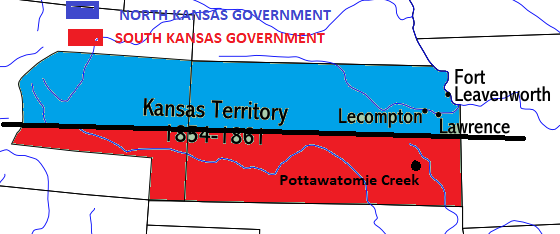 NORTH KANSAS GOVERNMENT
SOUTH KANSAS GOVERNMENT
Fort
Leavenworth
Kansas Territory
1854-1861
Lecompton
Lawrence
Pottawatomie Creek